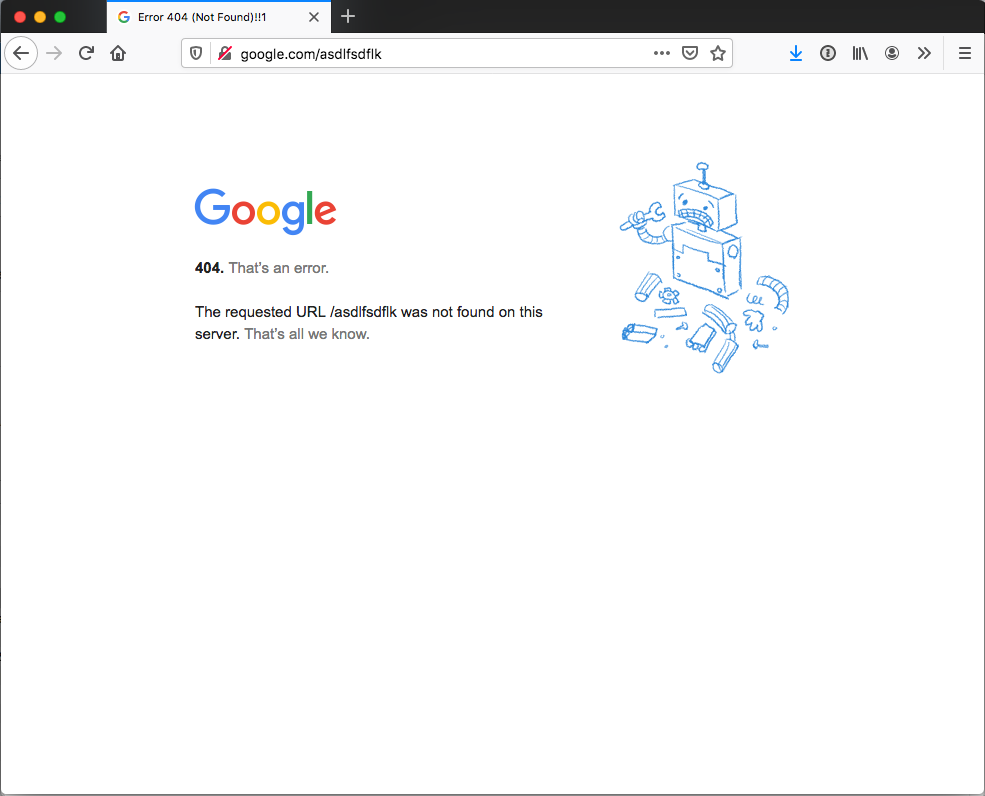 Error 404 (Not Found)!!1
google.com/asdlfsdflk
Google
404. That's an error.
The requested URL /asdlfsdflk was not found on this
server. That's all we know.